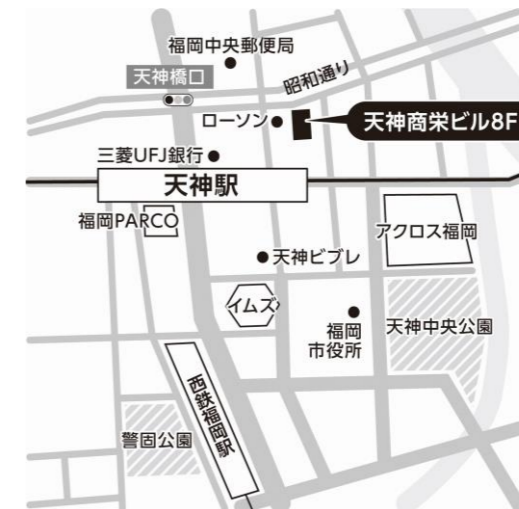 福岡中央郵便局
天神橋口
昭和通り
ローソン
天神商栄ビル8F
三菱UFJ銀行
天神駅
福岡PARCO
アクロス福岡
天神ビブレ
イムズ
福岡
市役所
天神中央公園
西鉄福岡駅
警固公園